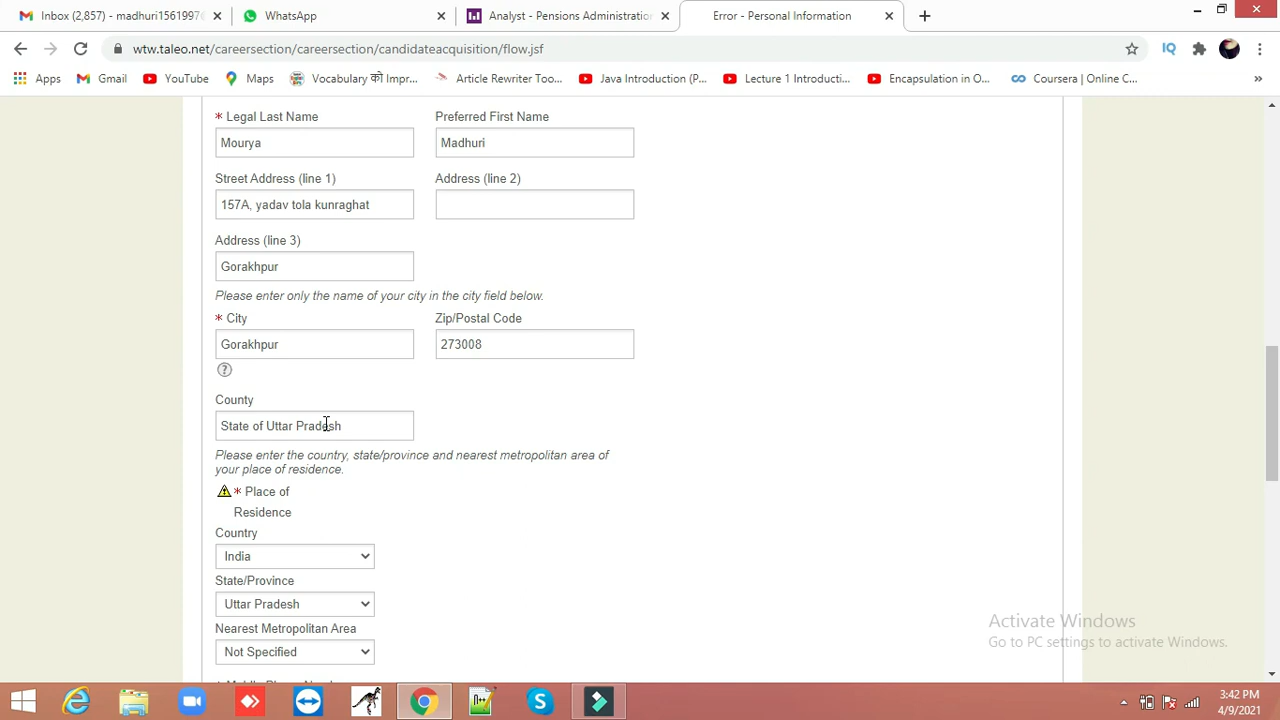 Inbox (2,857) - madhuri1561997
WhatsApp
Analyst - Pensions Administration
Error - Personal Information
wtw.taleo.net/careersection/careersection/candidateacquisition/flow.jsf
Apps
Gmail
YouTube
Maps
Vocabulary को Impr...
Article Rewriter Too...
Java Introduction (P...
Lecture 1 Introducti...
Encapsulation in O...
Coursera | Online C...
»
IQ
* Legal Last Name
Preferred First Name
Mourya
Madhuri
Street Address (line 1)
Address (line 2)
157A, yadav tola kunraghat
Address (line 3)
Gorakhpur
Please enter only the name of your city in the city field below.
* City
Zip/Postal Code
Gorakhpur
273008
?
County
State of Uttar Pradesh
Please enter the country, state/province and nearest metropolitan area of
your place of residence.
* Place of
Residence
Country
India
State/Province
Uttar Pradesh
Nearest Metropolitan Area
Not Specified
Activate Windows
Go to PC settings to activate Windows.
3:42 PM
4/9/2021